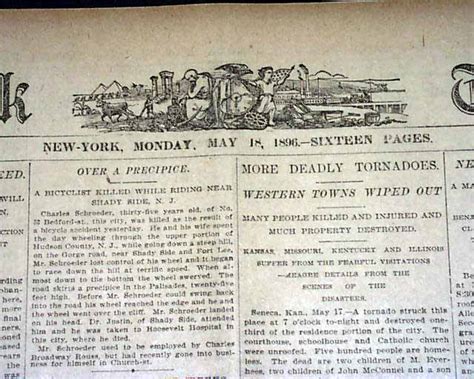 k
T
NEW-YORK, MONDAY, MAY 18, 1896.—SIXTEEN PAGES.
OVER A PRECIPICE.
A BICYCLIST KILLED WHILE RIDING NEAR
SHADY SIDE, N. J.
Charles Schroeder, thirty-five years old, of No.
52 Bedford-st., this city, was killed as the result of
a bicycle accident yesterday. He and his wife spent
the day wheeling through the upper portion of
Hudson County, N. J., while going down a steep hill,
on the Gorge road, near Shady Side and Fort Lee,
Mr. Schroeder lost control of his wheel and it began to
race down the hill at terrific speed. When al-
most down to the bottom the wheel swerved. The
road skirts a precipice in the Palisades, twenty-five
feet high. Before Mr. Schroeder could swing back
into the road his wheel reached the edge and he and
the wheel went over the cliff. Mr. Schroeder landed
on his head. Dr. Justin, of Shady Side, attended
him and he was taken to Roosevelt Hospital in
this city, where he died.
Mr. Schroeder used to be employed by Charles
Broadway Rouss, but had recently gone into busi-
ness for himself in Church-st.
MORE DEADLY TORNADOES.
WESTERN TOWNS WIPED OUT
MANY PEOPLE KILLED AND INJURED AND
MUCH PROPERTY DESTROYED.
KANSAS, MISSOURI, KENTUCKY AND ILLINOIS
SUFFER FROM THE FEARFUL VISITATIONS
DETAILS FROM THE
SCENES OF THE
DISASTERS.
Seneca, Kan., May 17.—A tornado struck this
place at 7 o'clock to-night and destroyed one-
third of the residence portion of the city. The
courthouse, schoolhouse and Catholic church
were unroofed. Five hundred people are home-
less. The dead are two children of M. Ever-
hses, two children of John McConnel and a son